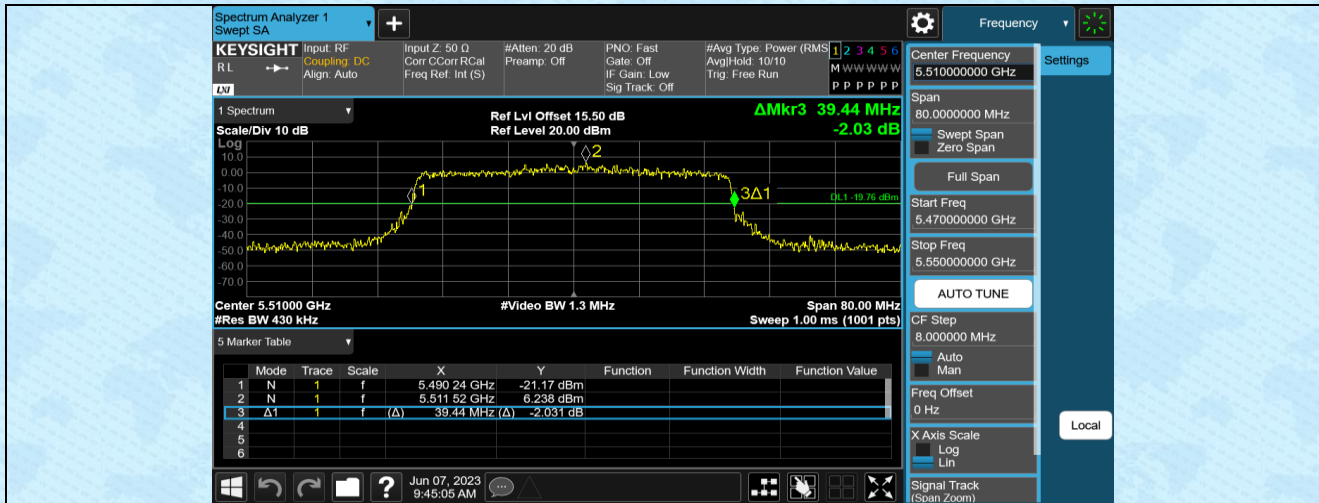 Spectrum Analyzer 1
Swept SA
+
Frequency
KEYSIGHT
RL
LXI
Input: RF
Coupling: DC
Align: Auto
Input Z: 50 Ω
Corr CCorr RCal
Freq Ref: Int (S)
#Atten: 20 dB
Preamp: Off
PNO: Fast
Gate: Off
IF Gain: Low
Sig Track: Off
#Avg Type: Power (RMS
Avg|Hold: 10/10
Trig: Free Run
1 2 3 4 5 6
M W W W W W
P P P P P P
1 Spectrum
Scale/Div 10 dB
Ref Lvl Offset 15.50 dB
Ref Level 20.00 dBm
ΔMkr3 39.44 MHz
-2.03 dB
Log
10.0
0.00
-10.0
-20.0
-30.0
-40.0
-50.0
-60.0
-70.0
1
2
3Δ1
DL1 -19.76 dBm
Center 5.51000 GHz
#Video BW 1.3 MHz
Span 80.00 MHz
#Res BW 430 kHz
Sweep 1.00 ms (1001 pts)
5 Marker Table
Mode Trace Scale X Y Function Function Width Function Value
1 N 1 f 5.490 24 GHz -21.17 dBm
2 N 1 f 5.511 52 GHz 6.238 dBm
3 Δ1 1 f (Δ) 39.44 MHz (Δ) -2.031 dB
4
5
6
?
Jun 07, 2023
9:45:05 AM
Center Frequency
5.510000000 GHz
Span
80.0000000 MHz
Swept Span
Zero Span
Full Span
Start Freq
5.470000000 GHz
Stop Freq
5.550000000 GHz
AUTO TUNE
CF Step
8.000000 MHz
Auto
Man
Freq Offset
0 Hz
X Axis Scale
Log
Lin
Signal Track
(Span Zoom)
Settings
Local